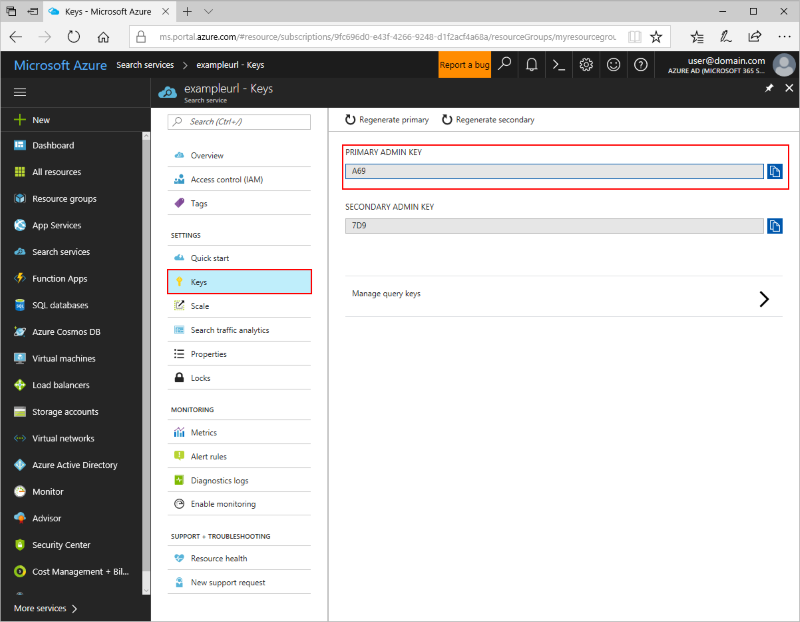 Keys - Microsoft Azure
ms.portal.azure.com/#resource/subscriptions/9fc696d0-e43f-4266-9248-d1f2acf4a68a/resourceGroups/myresourcegrou
Microsoft Azure
Search services
exampleurl - Keys
Report a bug
user@domain.com
AZURE AD (MICROSOFT 365 S...
exampleurl - Keys
Search service
New
Dashboard
All resources
Resource groups
App Services
Search services
Function Apps
SQL databases
Azure Cosmos DB
Virtual machines
Load balancers
Storage accounts
Virtual networks
Azure Active Directory
Monitor
Advisor
Security Center
Cost Management + Bil...
More services
Search (Ctrl+/)
Overview
Access control (IAM)
Tags
SETTINGS
Quick start
Keys
Scale
Search traffic analytics
Properties
Locks
MONITORING
Metrics
Alert rules
Diagnostics logs
Enable monitoring
SUPPORT + TROUBLESHOOTING
Resource health
New support request
Regenerate primary
Regenerate secondary
PRIMARY ADMIN KEY
A69
SECONDARY ADMIN KEY
7D9
Manage query keys